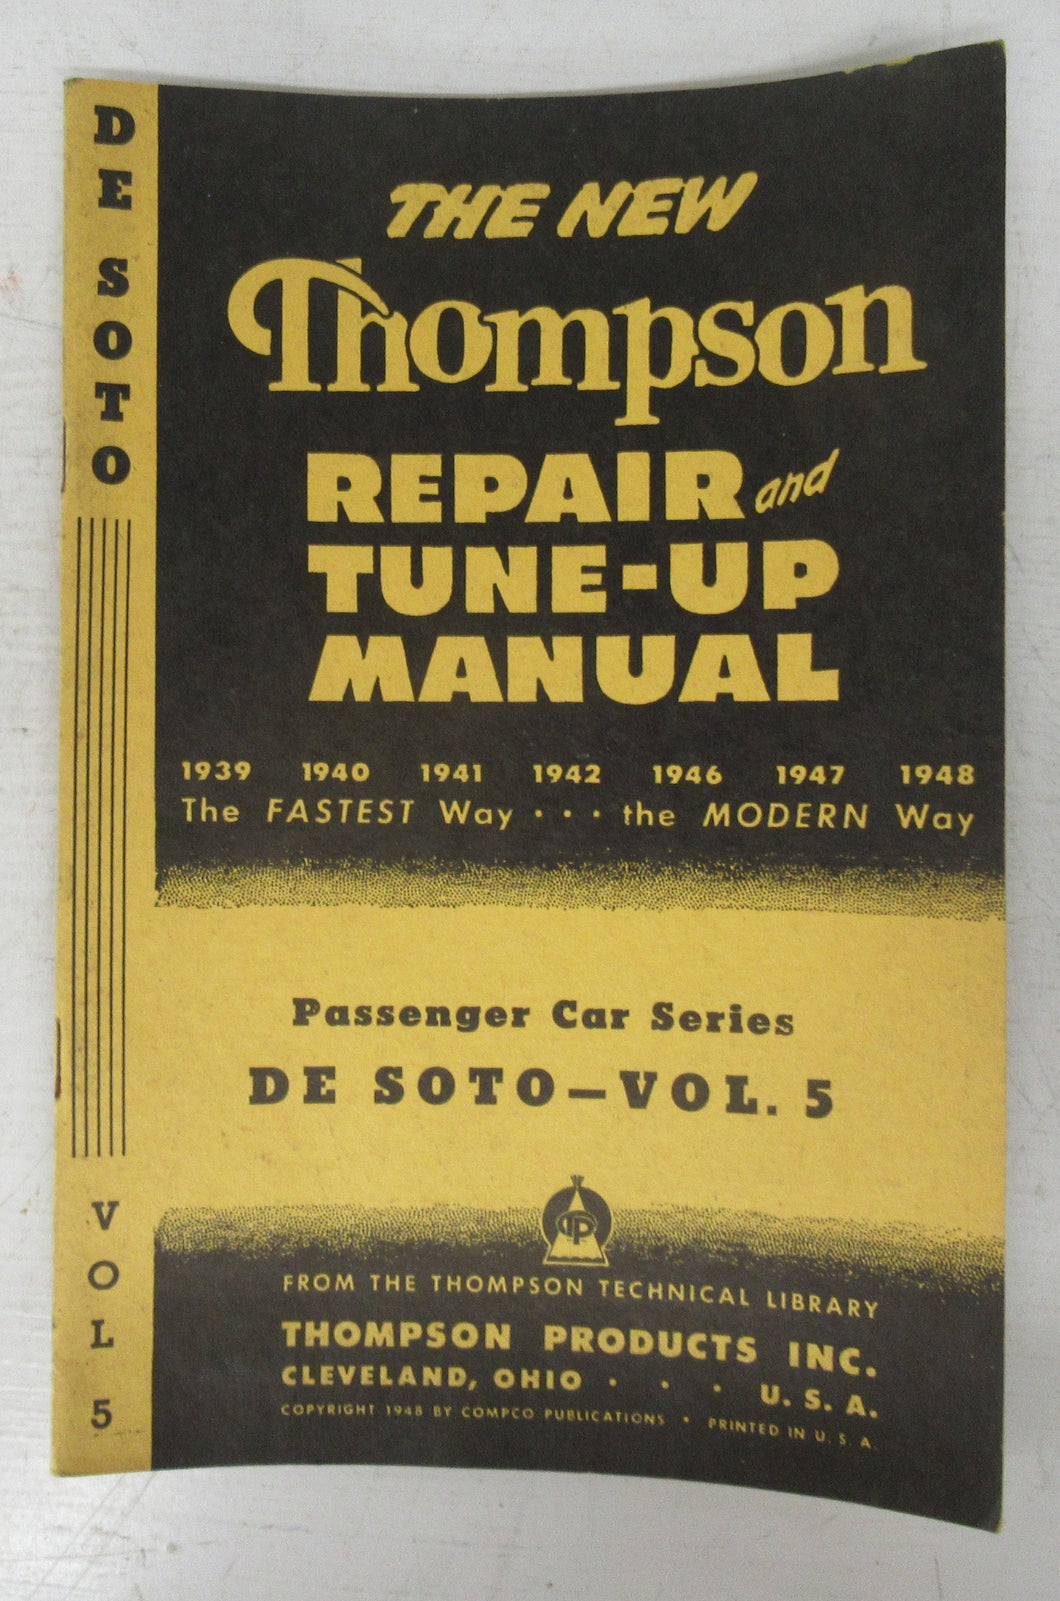 DE SOTO
VOL 5
THE NEW
Thompson
REPAIR and
TUNE-UP
MANUAL
1939 1940 1941 1942 1946 1947 1948
The FASTEST Way · · · the MODERN Way
Passenger Car Series
DE SOTO—VOL. 5
TP
FROM THE THOMPSON TECHNICAL LIBRARY
THOMPSON PRODUCTS INC.
CLEVELAND, OHIO · · · U. S. A.
COPYRIGHT 1948 BY COMPCO PUBLICATIONS • PRINTED IN U. S. A.